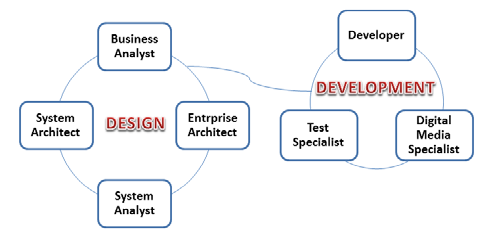 Business
Analyst
System
Architect
DESIGN
Entrprise
Architect
System
Analyst
Developer
DEVELOPMENT
Test
Specialist
Digital
Media
Specialist